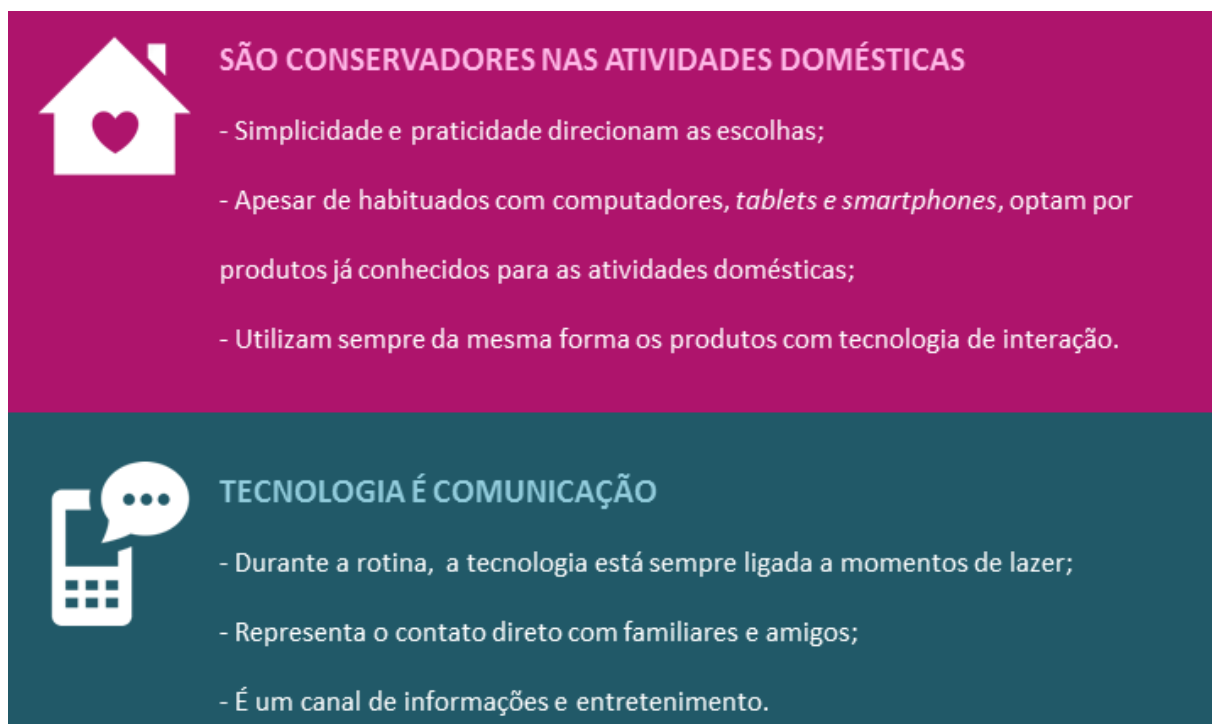 SÃO CONSERVADORES NAS ATIVIDADES DOMÉSTICAS
- Simplicidade e praticidade direcionam as escolhas;
- Apesar de habituados com computadores, tablets e smartphones, optam por
produtos já conhecidos para as atividades domésticas;
- Utilizam sempre da mesma forma os produtos com tecnologia de interação.
TECNOLOGIA É COMUNICAÇÃO
- Durante a rotina, a tecnologia está sempre ligada a momentos de lazer;
- Representa o contato direto com familiares e amigos;
- É um canal de informações e entretenimento.